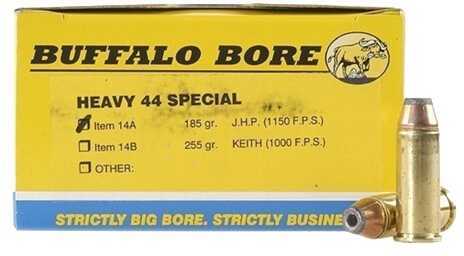 BUFFALO BORE
HEAVY 44 SPECIAL
Item 14A 185 gr. J.H.P. (1150 F.P.S.)
Item 14B 255 gr. KEITH (1000 F.P.S.)
OTHER:
STRICTLY BIG BORE. STRICTLY BUSINE